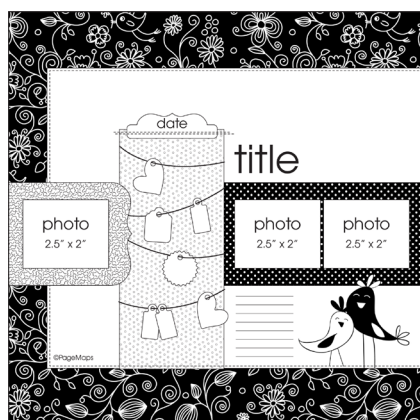 date
title
photo
2.5" x 2"
photo
2.5" x 2"
photo
2.5" x 2"
©PageMaps